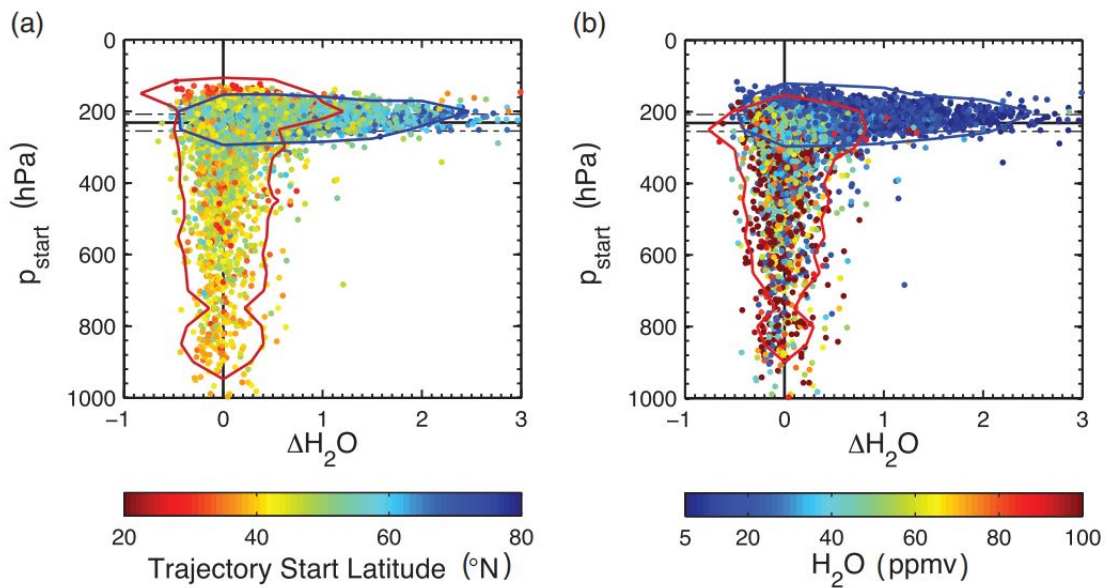 (a)
0
200
400
600
800
1000
p_start (hPa)
−1 0 1 2 3
ΔH₂O
20 40 60 80
Trajectory Start Latitude (°N)
(b)
0
200
400
600
800
1000
p_start (hPa)
−1 0 1 2 3
ΔH₂O
5 20 40 60 80 100
H₂O (ppmv)